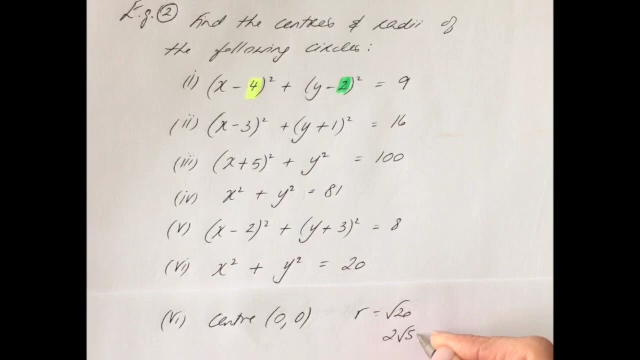 E.g. ② Find the centres & radii of
the following circles:
(i) (x - 4)² + (y - 2)² = 9
(ii) (x - 3)² + (y + 1)² = 16
(iii) (x + 5)² + y² = 100
(iv) x² + y² = 81
(v) (x - 2)² + (y + 3)² = 8
(vi) x² + y² = 20
(vi) centre (0, 0) r = √20
2√5